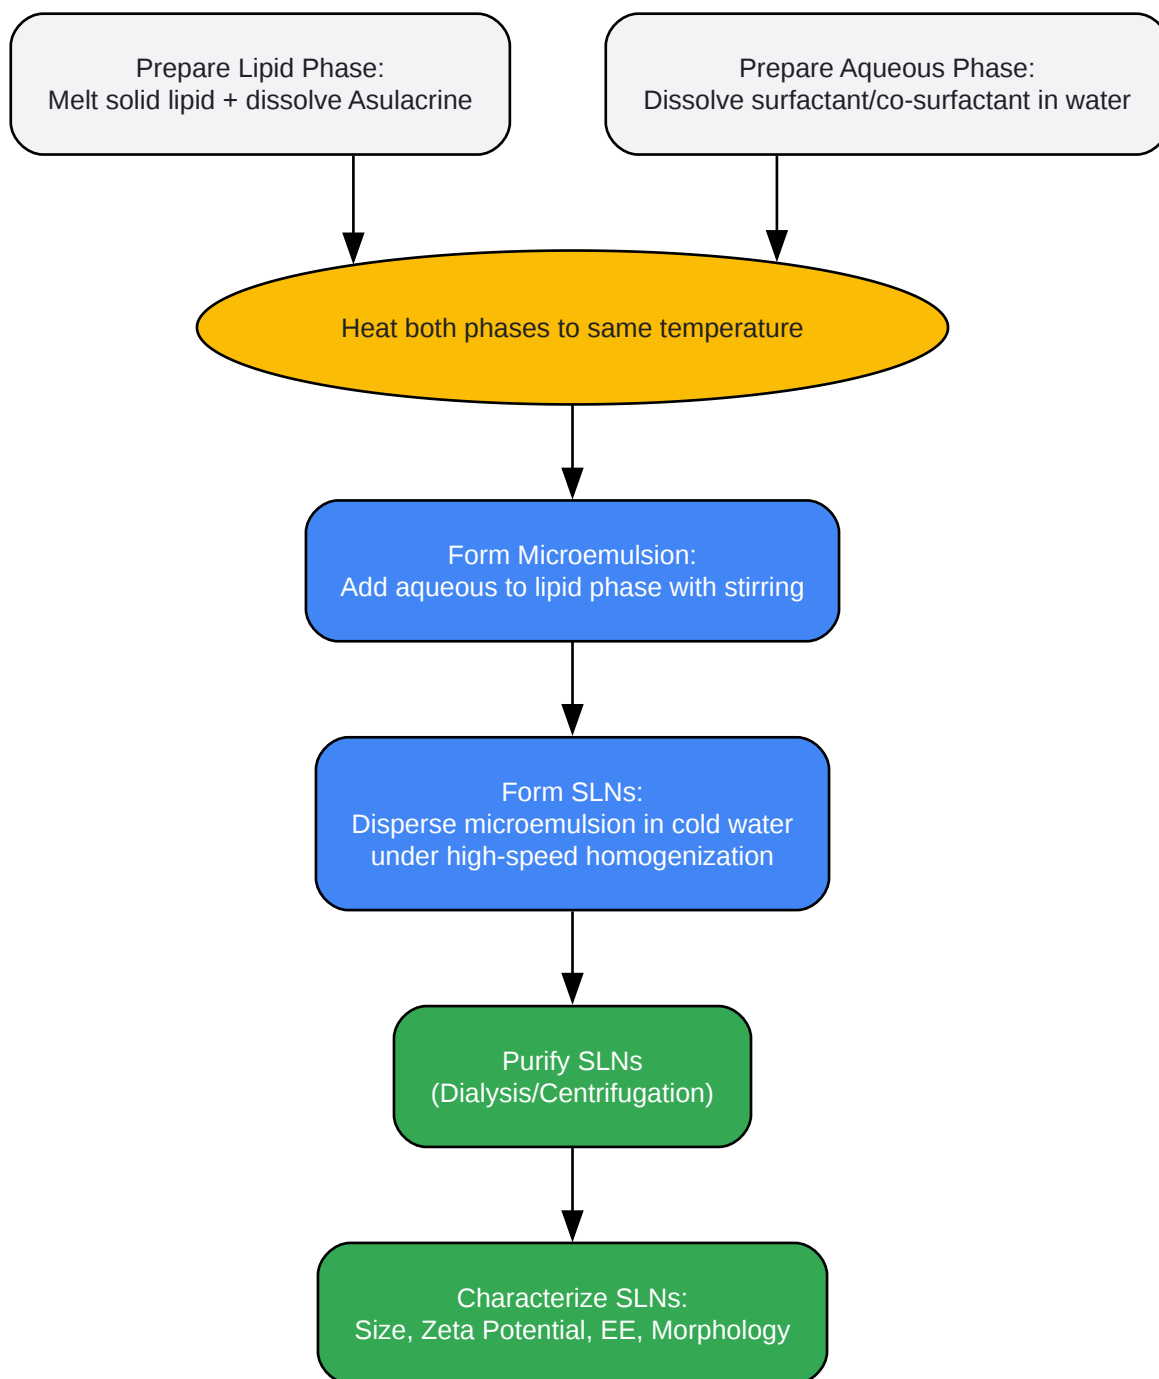 Prepare Lipid Phase:
Melt solid lipid + dissolve Asulacrine
Prepare Aqueous Phase:
Dissolve surfactant/co-surfactant in water
Heat both phases to same temperature
Form Microemulsion:
Add aqueous to lipid phase with stirring
Form SLNs:
Disperse microemulsion in cold water
under high-speed homogenization
Purify SLNs
(Dialysis/Centrifugation)
Characterize SLNs:
Size, Zeta Potential, EE, Morphology